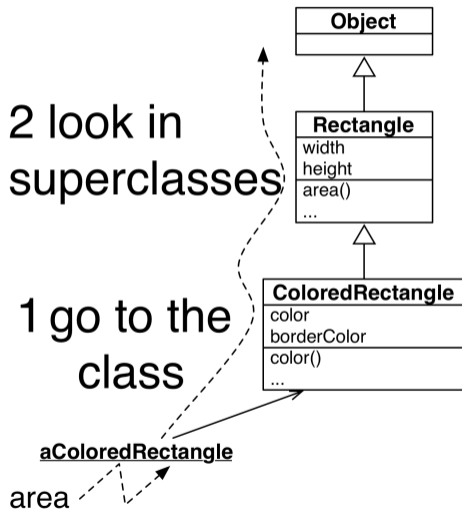 Object
2 look in
superclasses
Rectangle
width
height
area()
...
1 go to the
class
ColoredRectangle
color
borderColor
color()
...
aColoredRectangle
area